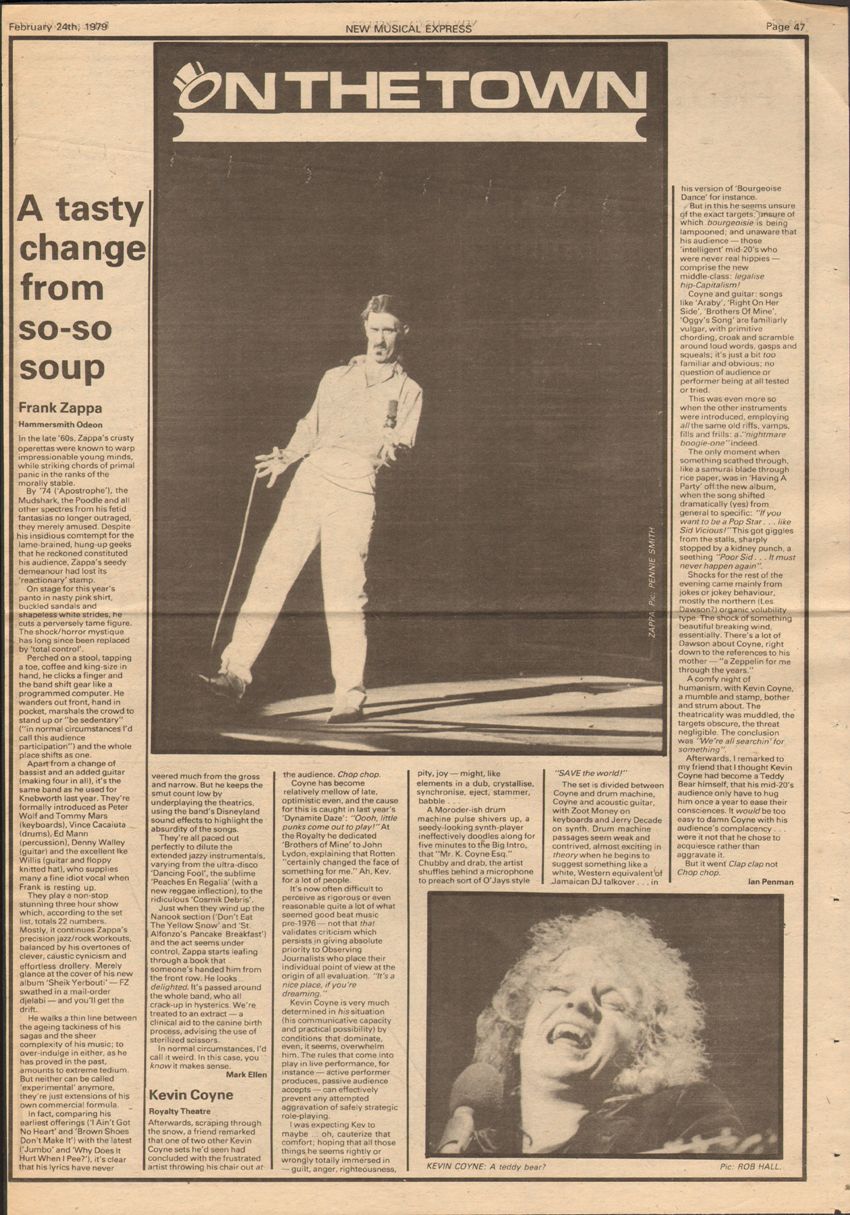 February 24th, 1979
NEW MUSICAL EXPRESS
Page 47
ON THE TOWN
A tasty
change
from
so-so
soup
Frank Zappa
Hammersmith Odeon
In the late '60s, Zappa's crusty
operettas were known to warp
impressionable young minds,
while striking chords of primal
panic in the ranks of the
morally stable.
By '74 ('Apostrophe'), the
Mudshark, the Poodle and all
other spectres from his fetid
fantasias no longer outraged,
they merely amused. Despite
his insidious comtempt for the
lame-brained, hung-up geeks
that he reckoned constituted
his audience, Zappa's seedy
demeanour had lost its
'reactionary' stamp.
On stage for this year's
panto in nasty pink shirt,
buckled sandals and
shapeless white strides, he
cuts a perversely tame figure.
The shock/horror mystique
has long since been replaced
by 'total control'.
Perched on a stool, tapping
a toe, coffee and king-size in
hand, he clicks a finger and
the band shift gear like a
programmed computer. He
wanders out front, hand in
pocket, marshals the crowd to
stand up or "be sedentary"
("in normal circumstances I'd
call this audience
participation") and the whole
place shifts as one.
Apart from a change of
bassist and an added guitar
(making four in all), it's the
same band as he used for
Knebworth last year. They're
formally introduced as Peter
Wolf and Tommy Mars
(keyboards), Vince Cacaiuta
(drums), Ed Mann
(percussion), Denny Walley
(guitar) and the excellent Ike
Willis (guitar and floppy
knitted hat), who supplies
many a fine idiot vocal when
Frank is resting up.
They play a non-stop
stunning three hour show
which, according to the set
list, totals 22 numbers.
Mostly, it continues Zappa's
precision jazz/rock workouts,
balanced by his overtones of
clever, caustic cynicism and
effortless drollery. Merely
glance at the cover of his new
album 'Sheik Yerbouti' — FZ
swathed in a mail-order
djelabi — and you'll get the
drift.
He walks a thin line between
the ageing tackiness of his
sagas and the sheer
complexity of his music; to
over-indulge in either, as he
has proved in the past,
amounts to extreme tedium.
But neither can be called
'experimental' anymore,
they're just extensions of his
own commercial formula.
In fact, comparing his
earliest offerings ('I Ain't Got
No Heart' and 'Brown Shoes
Don't Make It') with the latest
('Jumbo' and 'Why Does It
Hurt When I Pee?'), it's clear
that his lyrics have never
veered much from the gross
and narrow. But he keeps the
smut count low by
underplaying the theatrics,
using the band's Disneyland
sound effects to highlight the
absurdity of the songs.
They're all paced out
perfectly to dilute the
extended jazzy instrumentals,
varying from the ultra-disco
'Dancing Fool', the sublime
'Peaches En Regalia' (with a
new reggae inflection), to the
ridiculous 'Cosmik Debris'.
Just when they wind up the
Nanook section ('Don't Eat
The Yellow Snow' and 'St.
Alfonzo's Pancake Breakfast')
and the act seems under
control, Zappa starts leafing
through a book that
someone's handed him from
the front row. He looks
delighted. It's passed around
the whole band, who all
crack-up in hysterics. We're
treated to an extract — a
clinical aid to the canine birth
process, advising the use of
sterilized scissors.
In normal circumstances, I'd
call it weird. In this case, you
know it makes sense.
Mark Ellen
Kevin Coyne
Royalty Theatre
Afterwards, scraping through
the snow, a friend remarked
that one of two other Kevin
Coyne sets he'd seen had
concluded with the frustrated
artist throwing his chair out at
the audience. Chop chop.
Coyne has become
relatively mellow of late,
optimistic even, and the cause
for this is caught in last year's
'Dynamite Daze': "Oooh, little
punks come out to play!" At
the Royalty he dedicated
'Brothers of Mine' to John
Lydon, explaining that Rotten
"certainly changed the face of
something for me." Ah, Kev,
for a lot of people.
It's now often difficult to
perceive as rigorous or even
reasonable quite a lot of what
seemed good beat music
pre-1976 — not that that
validates criticism which
persists in giving absolute
priority to Observing
Journalists who place their
individual point of view at the
origin of all evaluation. "It's a
nice place, if you're
dreaming."
Kevin Coyne is very much
determined in his situation
(his communicative capacity
and practical possibility) by
conditions that dominate,
even, it seems, overwhelm
him. The rules that come into
play in live performance, for
instance — active performer
produces, passive audience
accepts — can effectively
prevent any attempted
aggravation of safely strategic
role-playing.
I was expecting Kev to
maybe . . . oh, cauterize that
comfort; hoping that all those
things he seems rightly or
wrongly totally immersed in
— guilt, anger, righteousness,
pity, joy — might, like
elements in a dub, crystallise,
synchronise, eject, stammer,
babble . . .
A Moroder-ish drum
machine pulse shivers up, a
seedy-looking synth-player
ineffectively doodles along for
five minutes to the Big Intro,
that "Mr. K. Coyne Esq."
Chubby and drab, the artist
shuffles behind a microphone
to preach sort of O'Jays style
"SAVE the world!"
The set is divided between
Coyne and drum machine,
Coyne and acoustic guitar,
with Zoot Money on
keyboards and Jerry Decade
on synth. Drum machine
passages seem weak and
contrived, almost exciting in
theory when he begins to
suggest something like a
white, Western equivalent of
Jamaican DJ talkover . . . in
his version of 'Bourgeoise
Dance' for instance.
But in this he seems unsure
of the exact targets; unsure of
which bourgeoisie is being
lampooned; and unaware that
his audience — those
'intelligent' mid-20's who
were never real hippies —
comprise the new
middle-class: legalise
hip-Capitalism!
Coyne and guitar: songs
like 'Araby', 'Right On Her
Side', 'Brothers Of Mine',
'Oggy's Song' are familiarly
vulgar, with primitive
chording, croak and scramble
around loud words, gasps and
squeals; it's just a bit too
familiar and obvious; no
question of audience or
performer being at all tested
or tried.
This was even more so
when the other instruments
were introduced, employing
all the same old riffs, vamps,
fills and frills: a "nightmare
boogie-one" indeed.
The only moment when
something scathed through,
like a samurai blade through
rice paper, was in 'Having A
Party' off the new album,
when the song shifted
dramatically (yes) from
general to specific: "If you
want to be a Pop Star . . . like
Sid Vicious!" This got giggles
from the stalls, sharply
stopped by a kidney punch, a
seething "Poor Sid . . . It must
never happen again".
Shocks for the rest of the
evening came mainly from
jokes or jokey behaviour,
mostly the northern (Les
Dawson?) organic volubility
type. The shock of something
beautiful breaking wind,
essentially. There's a lot of
Dawson about Coyne, right
down to the references to his
mother — "a Zeppelin for me
through the years."
A comfy night of
humanism, with Kevin Coyne,
a mumble and stamp, bother
and strum about. The
theatricality was muddled, the
targets obscure, the threat
negligible. The conclusion
was "We're all searchin' for
something".
Afterwards, I remarked to
my friend that I thought Kevin
Coyne had become a Teddy
Bear himself, that his mid-20's
audience only have to hug
him once a year to ease their
consciences. It would be too
easy to damn Coyne with his
audience's complacency . . .
were it not that he chose to
acquiesce rather than
aggravate it.
But it went Clap clap not
Chop chop.
Ian Penman
ZAPPA. Pic: PENNIE SMITH
KEVIN COYNE: A teddy bear?
Pic: ROB HALL.